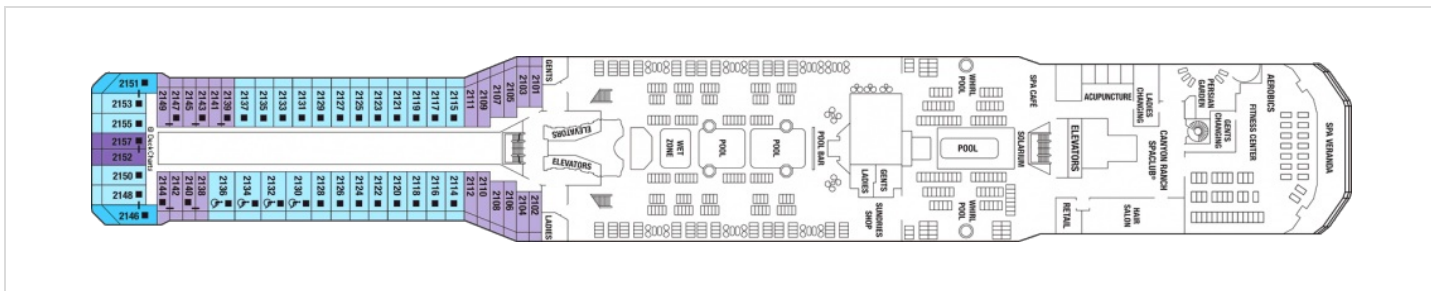 2151
2153
2155
2157
2152
2150
2148
2146
© DeckCharts
2149
2147
2145
2143
2141
2139
2137
2135
2133
2131
2129
2127
2125
2123
2121
2119
2117
2115
2111
2109
2107
2105
2103
2101
2144
2142
2140
2138
2136
2134
2132
2130
2128
2126
2124
2122
2120
2118
2116
2114
2112
2110
2108
2106
2104
2102
GENTS
LADIES
ELEVATORS
ELEVATORS
WET
ZONE
POOL
POOL
POOL BAR
LADIES
GENTS
SUNDRIES
SHOP
WHIRL
POOL
POOL
WHIRL
POOL
SPA CAFÉ
SOLARIUM
ELEVATORS
RETAIL
ACUPUNCTURE
LADIES
CHANGING
CANYON RANCH
SPACLUB®
HAIR
SALON
PERSIAN
GARDEN
GENTS
CHANGING
FITNESS CENTER
AEROBICS
SPA VERANDA